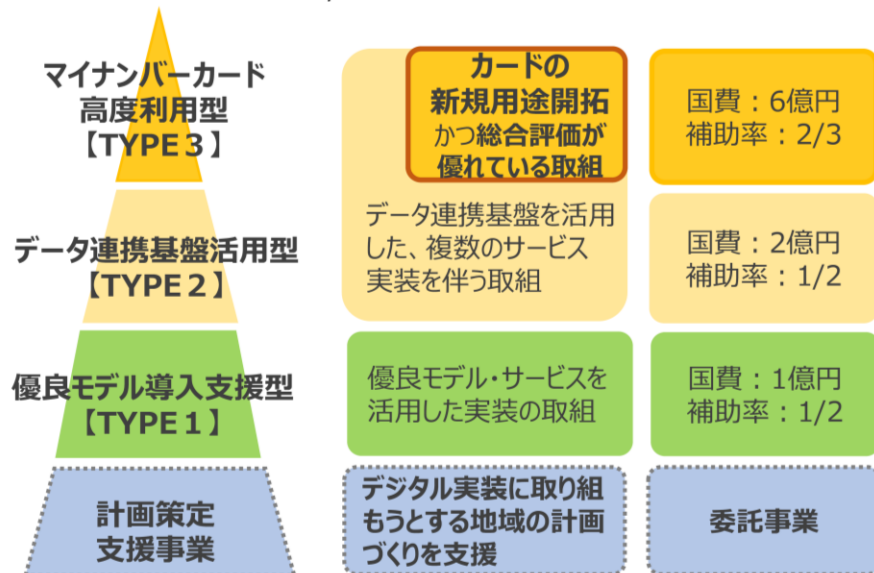 マイナンバーカード
高度利用型
【TYPE３】
カードの
新規用途開拓
かつ総合評価が
優れている取組
国費：6億円
補助率：2/3
データ連携基盤活用型
【TYPE２】
データ連携基盤を活用
した、複数のサービス
実装を伴う取組
国費：2億円
補助率：1/2
優良モデル導入支援型
【TYPE１】
優良モデル・サービスを
活用した実装の取組
国費：1億円
補助率：1/2
計画策定
支援事業
デジタル実装に取り組
もうとする地域の計画
づくりを支援
委託事業